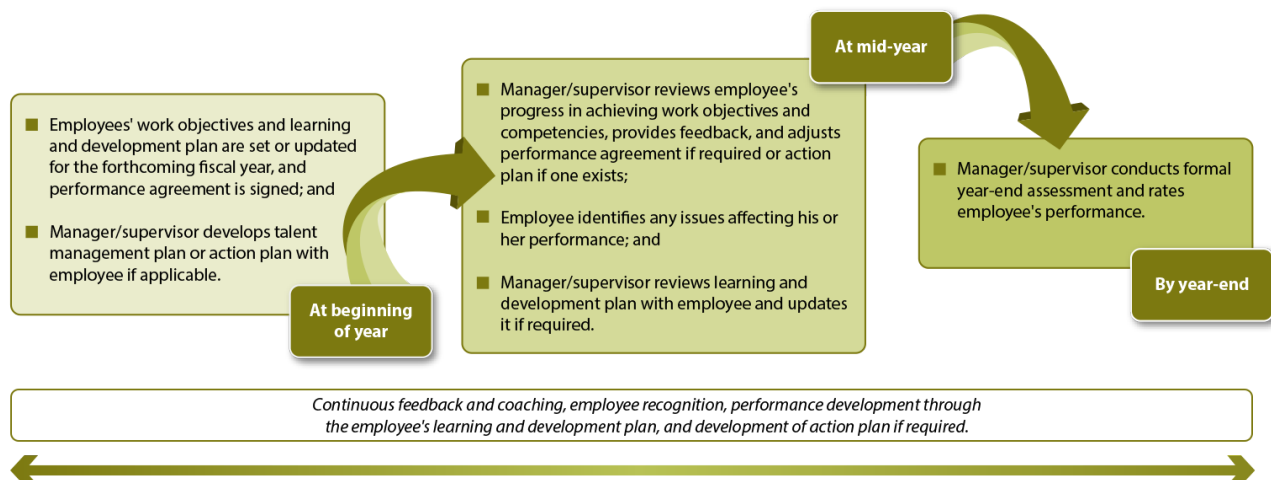 ■ Employees' work objectives and learning
and development plan are set or updated
for the forthcoming fiscal year, and
performance agreement is signed; and
■ Manager/supervisor develops talent
management plan or action plan with
employee if applicable.
At beginning
of year
■ Manager/supervisor reviews employee's
progress in achieving work objectives and
competencies, provides feedback, and adjusts
performance agreement if required or action
plan if one exists;
■ Employee identifies any issues affecting his or
her performance; and
■ Manager/supervisor reviews learning and
development plan with employee and updates
it if required.
At mid-year
■ Manager/supervisor conducts formal
year-end assessment and rates
employee's performance.
By year-end
Continuous feedback and coaching, employee recognition, performance development through
the employee's learning and development plan, and development of action plan if required.